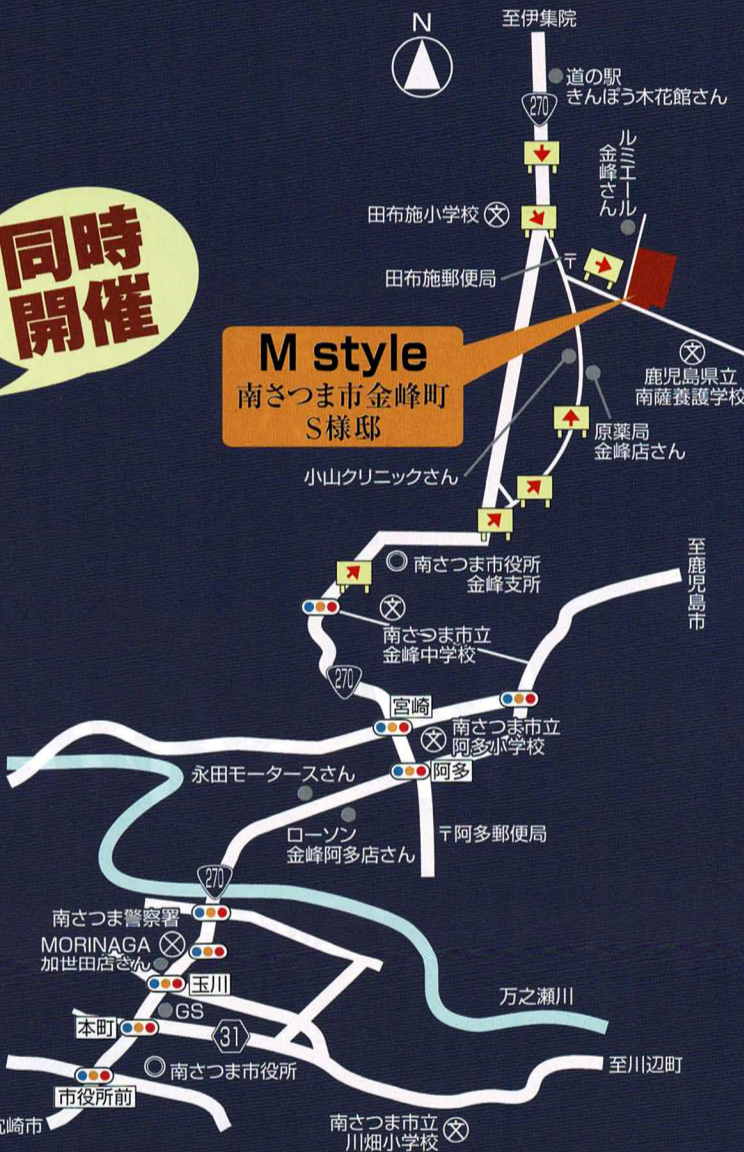 N
至伊集院
道の駅
きんぽう木花館さん
270
ルミエール
金峰さん
田布施小学校
文
田布施郵便局
〒
同時
開催
M style
南さつま市金峰町
S様邸
文
鹿児島県立
南薩養護学校
原薬局
金峰店さん
小山クリニックさん
南さつま市役所
金峰支所
至鹿児島市
文
南さつま市立
金峰中学校
270
宮崎
文
南さつま市立
阿多小学校
永田モータースさん
阿多
ローソン
金峰阿多店さん
〒阿多郵便局
270
南さつま警察署
MORINAGA
加世田店さん
玉川
GS
万之瀬川
本町
31
南さつま市役所
至川辺町
市役所前
枕崎市
南さつま市立
川畑小学校
文